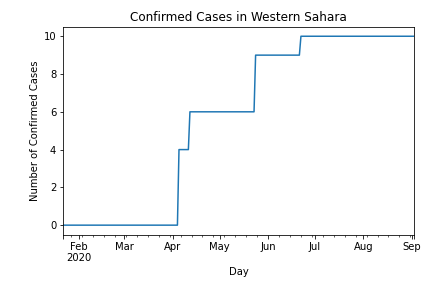 Confirmed Cases in Western Sahara
10
8
6
4
2
0
Number of Confirmed Cases
Feb Mar Apr May Jun Jul Aug Sep
2020
Day